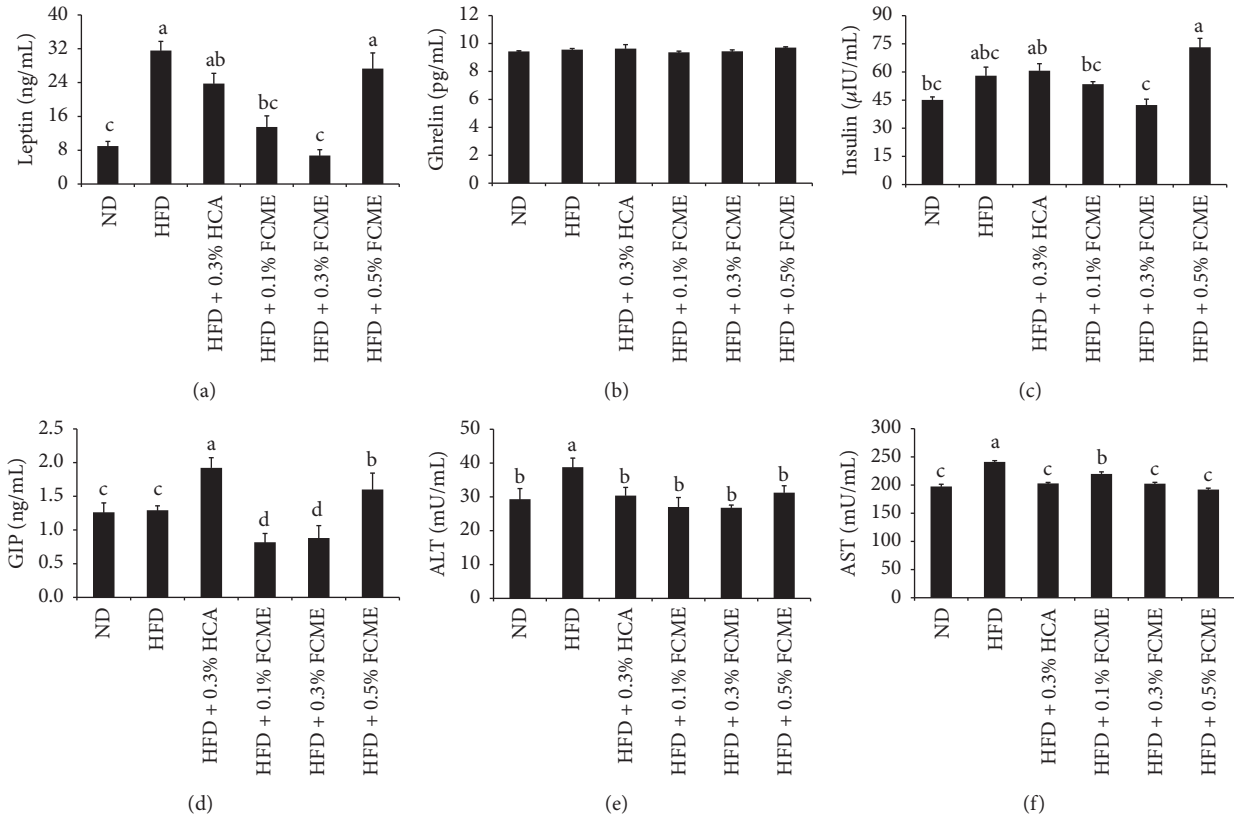 Leptin (ng/mL)
32
24
16
8
0
a
ab
a
bc
c
c
ND
HFD
HFD + 0.3% HCA
HFD + 0.1% FCME
HFD + 0.3% FCME
HFD + 0.5% FCME
(a)
Ghrelin (pg/mL)
12
10
8
6
4
2
0
ND
HFD
HFD + 0.3% HCA
HFD + 0.1% FCME
HFD + 0.3% FCME
HFD + 0.5% FCME
(b)
Insulin (μIU/mL)
90
75
60
45
30
15
0
bc
abc
ab
bc
c
a
ND
HFD
HFD + 0.3% HCA
HFD + 0.1% FCME
HFD + 0.3% FCME
HFD + 0.5% FCME
(c)
GIP (ng/mL)
2.5
2.0
1.5
1.0
0.5
0.0
c
c
a
d
d
b
ND
HFD
HFD + 0.3% HCA
HFD + 0.1% FCME
HFD + 0.3% FCME
HFD + 0.5% FCME
(d)
ALT (mU/mL)
50
40
30
20
10
0
b
a
b
b
b
b
ND
HFD
HFD + 0.3% HCA
HFD + 0.1% FCME
HFD + 0.3% FCME
HFD + 0.5% FCME
(e)
AST (mU/mL)
300
250
200
150
100
50
0
c
a
c
b
c
c
ND
HFD
HFD + 0.3% HCA
HFD + 0.1% FCME
HFD + 0.3% FCME
HFD + 0.5% FCME
(f)